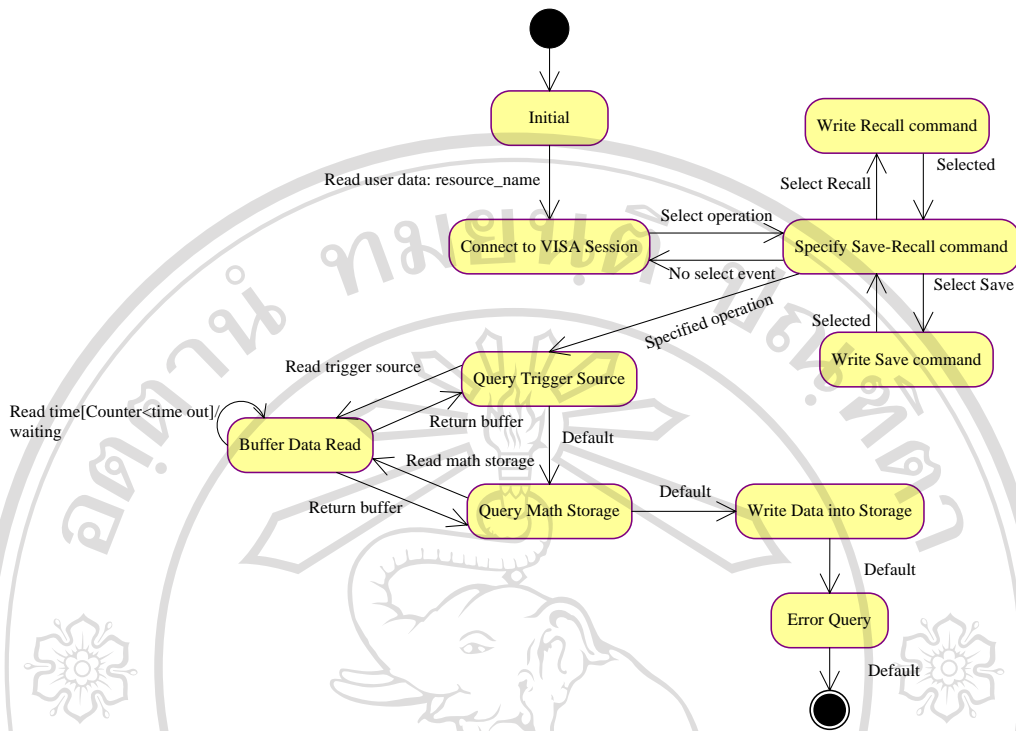 Initial
Write Recall command
Read user data: resource_name
Select Recall
Selected
Select operation
Connect to VISA Session
Specify Save-Recall command
No select event
Select Save
Specified operation
Selected
Write Save command
Read trigger source
Query Trigger Source
Read time[Counter<time out]/
waiting
Return buffer
Buffer Data Read
Default
Read math storage
Return buffer
Query Math Storage
Default
Write Data into Storage
Default
Error Query
Default